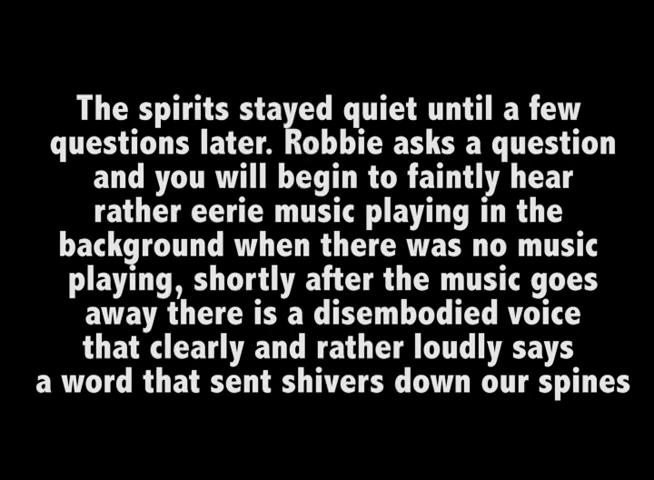 The spirits stayed quiet until a few
questions later. Robbie asks a question
and you will begin to faintly hear
rather eerie music playing in the
background when there was no music
playing, shortly after the music goes
away there is a disembodied voice
that clearly and rather loudly says
a word that sent shivers down our spines